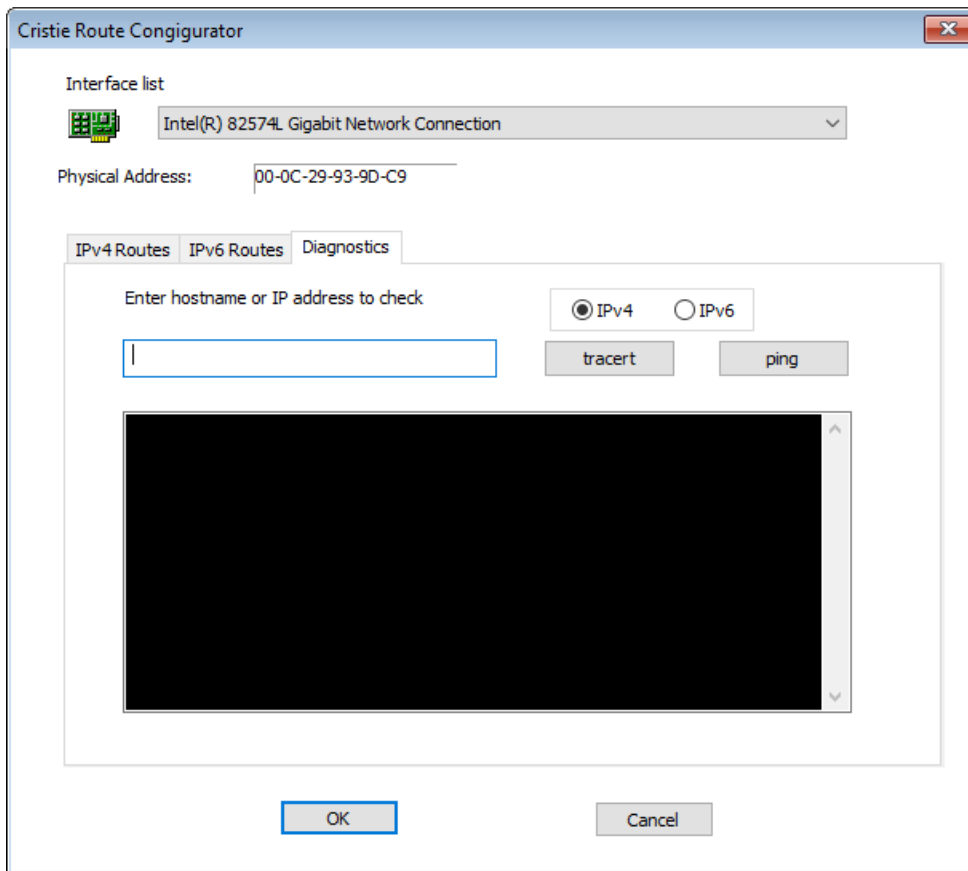 Cristie Route Congigurator
Interface list
Intel(R) 82574L Gigabit Network Connection
Physical Address: 00-0C-29-93-9D-C9
IPv4 Routes IPv6 Routes Diagnostics
Enter hostname or IP address to check IPv4 IPv6
tracert ping
OK Cancel